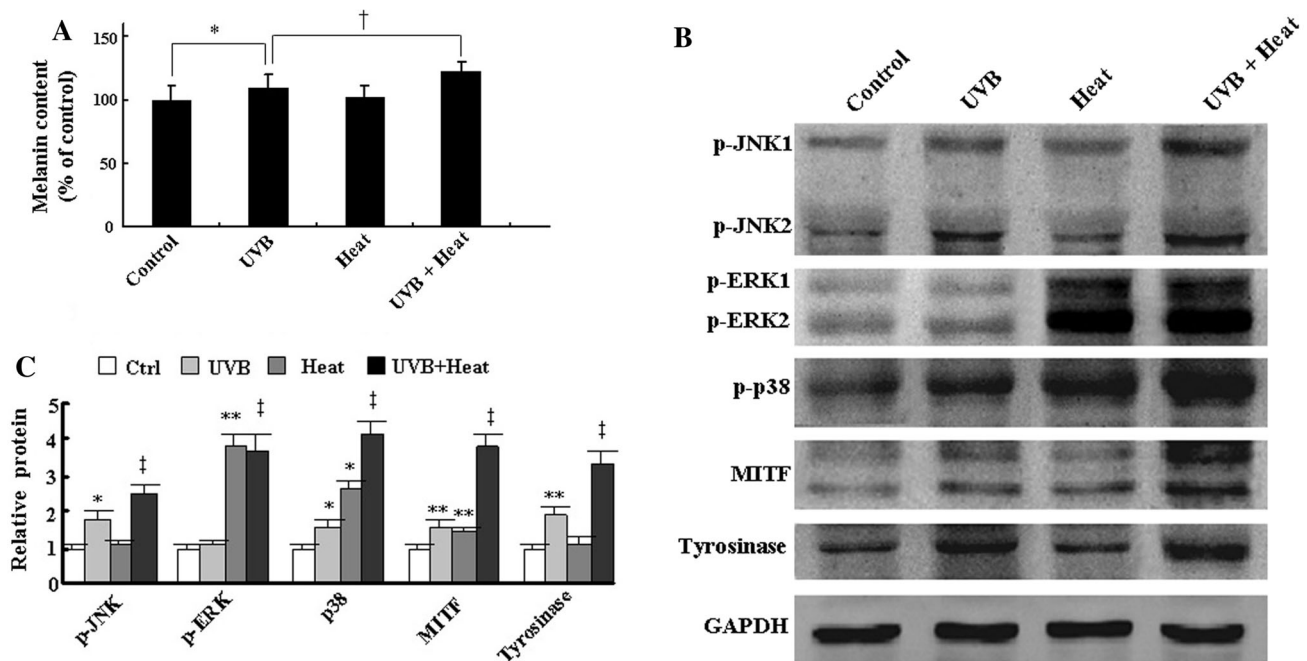 A
150
100
50
0
Melanin content
(% of control)
*
†
Control
UVB
Heat
UVB + Heat
B
Control
UVB
Heat
UVB + Heat
p-JNK1
p-JNK2
p-ERK1
p-ERK2
p-p38
MITF
Tyrosinase
GAPDH
C
Ctrl UVB Heat UVB+Heat
Relative protein
5
4
3
2
1
0
* ‡
** ‡
* * ‡
** ** ‡
** ‡
p-JNK
p-ERK
p38
MITF
Tyrosinase